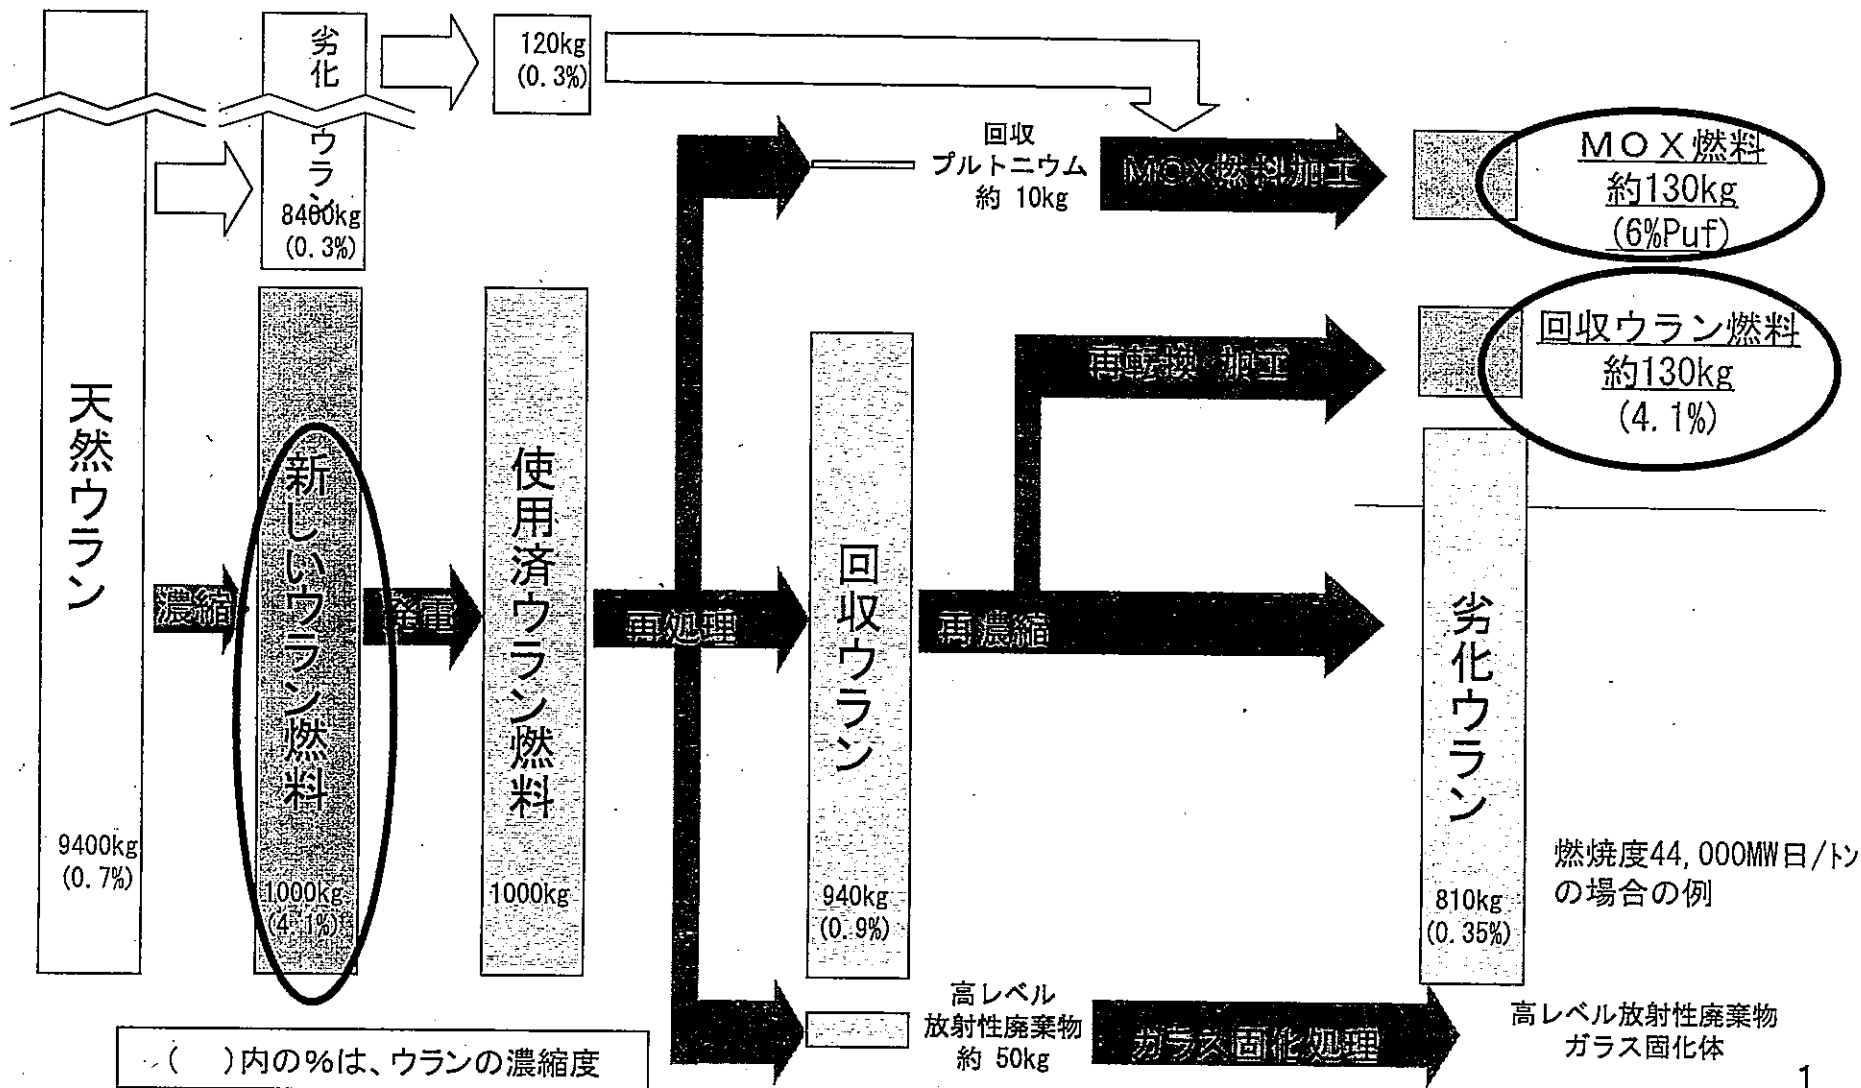 天然ウラン
9400kg
(0.7%)
濃縮
劣化ウラン
8400kg
(0.3%)
120kg
(0.3%)
新しいウラン燃料
1000kg
(4.1%)
発電
使用済ウラン燃料
1000kg
再処理
回収
プルトニウム
約 10kg
MOX燃料加工
MOX燃料
約130kg
(6%Puf)
回収ウラン
940kg
(0.9%)
再濃縮
再転換 加工
回収ウラン燃料
約130kg
(4.1%)
劣化ウラン
810kg
(0.35%)
高レベル
放射性廃棄物
約 50kg
ガラス固化処理
高レベル放射性廃棄物
ガラス固化体
燃焼度44,000MW日/トン
の場合の例
( )内の%は、ウランの濃縮度
1